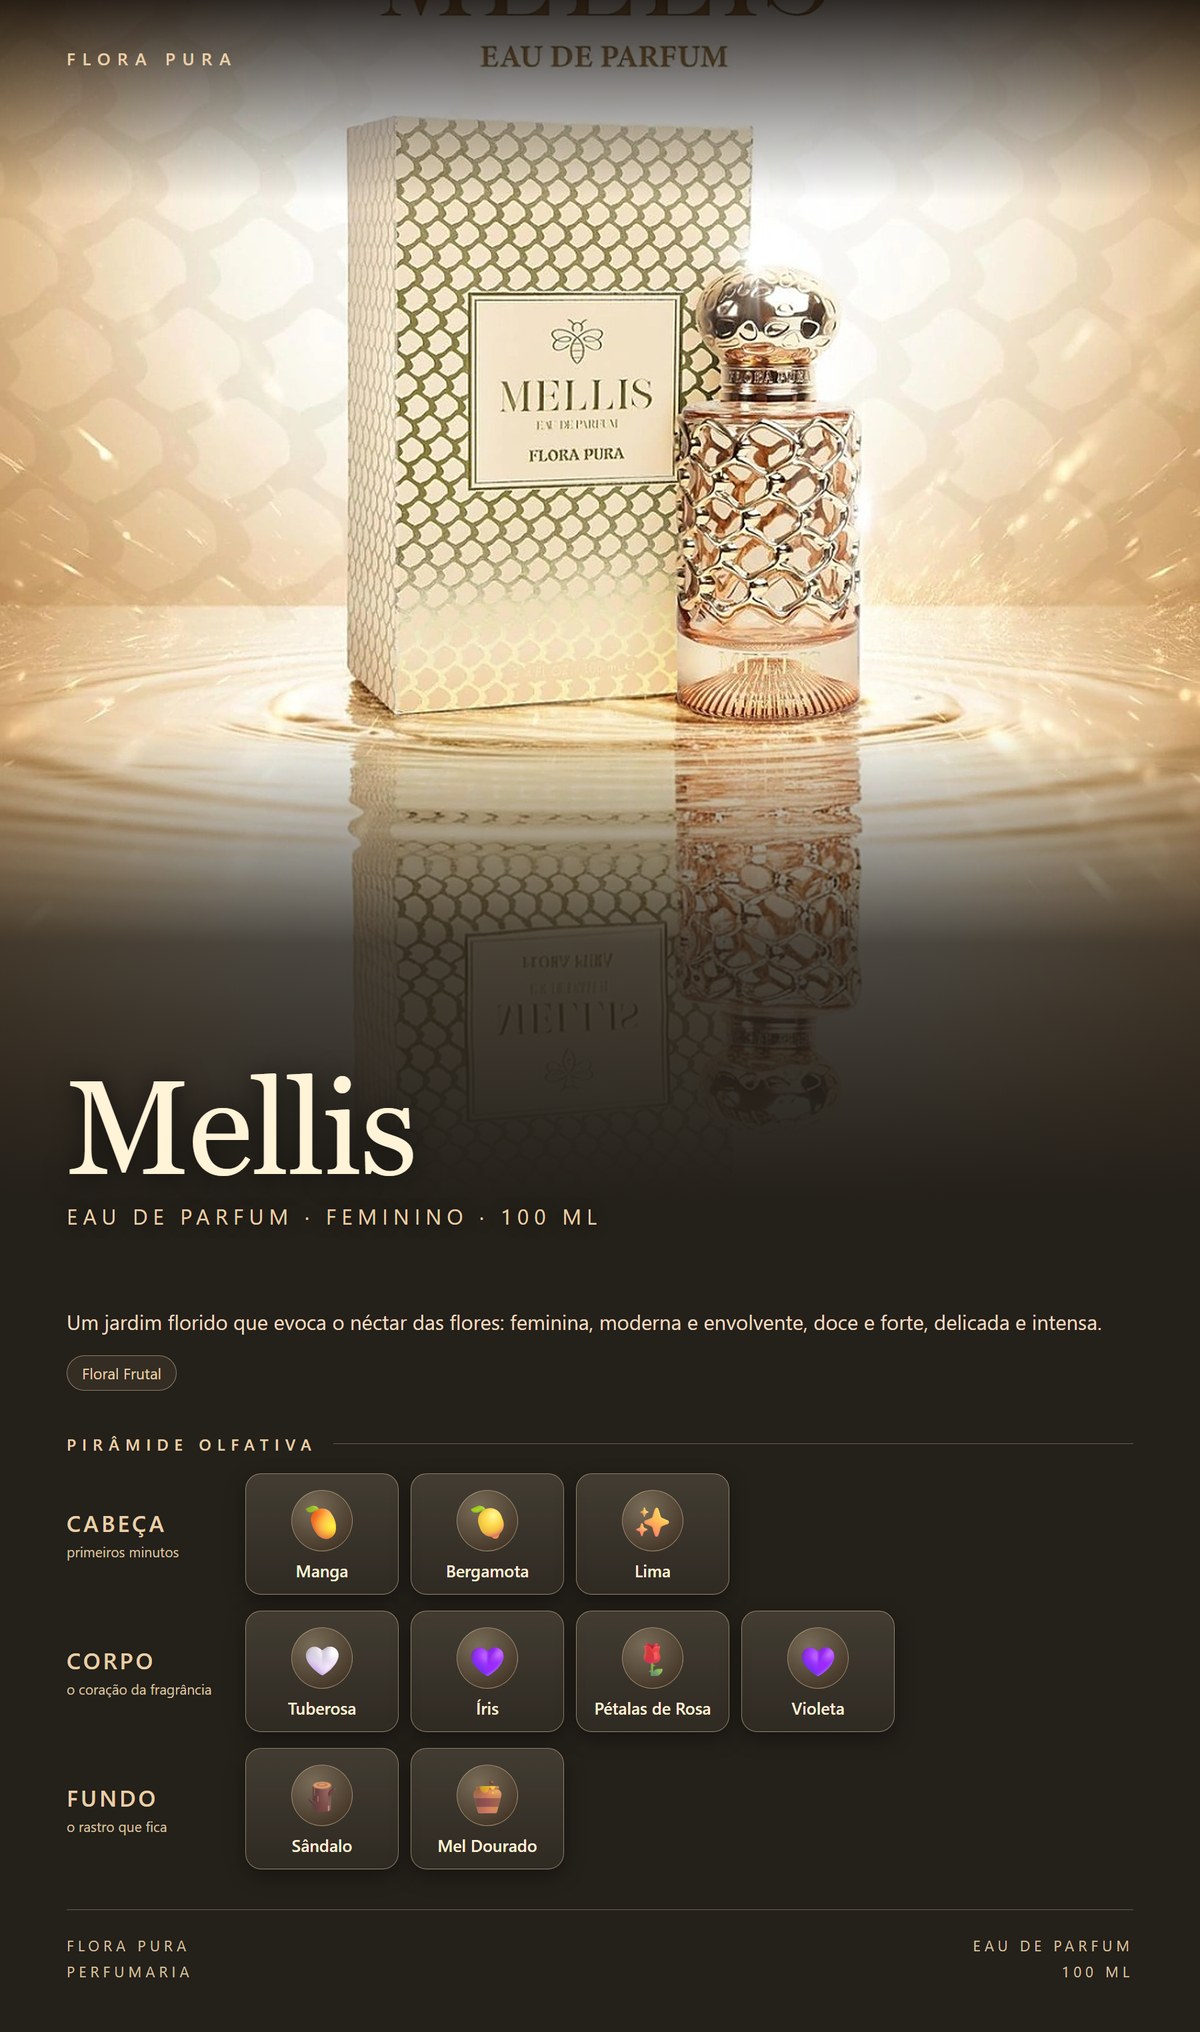 MELLIS
EAU DE PARFUM
FLORA PURA
MELLIS
EAU DE PARFUM
FLORA PURA
FLORA PURA
Mellis
EAU DE PARFUM · FEMININO · 100 ML
Um jardim florido que evoca o néctar das flores: feminina, moderna e envolvente, doce e forte, delicada e intensa.
Floral Frutal
PIRÂMIDE OLFATIVA
CABEÇA
primeiros minutos
Manga
Bergamota
Lima
CORPO
o coração da fragrância
Tuberosa
Íris
Pétalas de Rosa
Violeta
FUNDO
o rastro que fica
Sândalo
Mel Dourado
FLORA PURA
PERFUMARIA
EAU DE PARFUM
100 ML